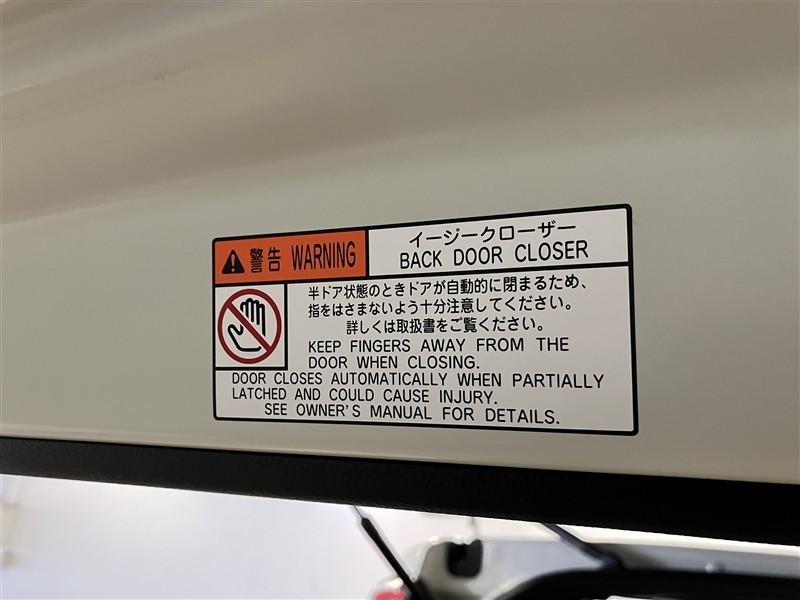 警告 WARNING
イージークローザー
BACK DOOR CLOSER
半ドア状態のときドアが自動的に閉まるため、
指をはさまないよう十分注意してください。
詳しくは取扱書をご覧ください。
KEEP FINGERS AWAY FROM THE
DOOR WHEN CLOSING.
DOOR CLOSES AUTOMATICALLY WHEN PARTIALLY
LATCHED AND COULD CAUSE INJURY.
SEE OWNER'S MANUAL FOR DETAILS.